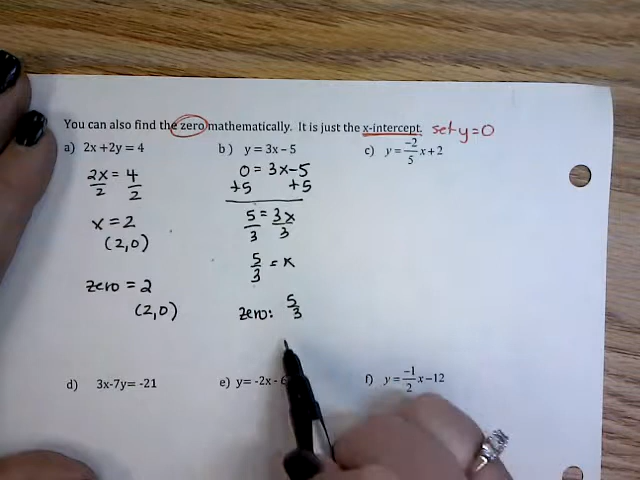 You can also find the zero mathematically. It is just the x-intercept. set y=0
a) 2x +2y = 4
2x = 4
2 2
x = 2
(2,0)
zero = 2
(2,0)
b) y = 3x - 5
0 = 3x-5
+5 +5
5 = 3x
3 3
5/3 = x
zero: 5/3
c) y = -2/5 x + 2
d) 3x-7y= -21
e) y= -2x -
f) y = -1/2 x - 12